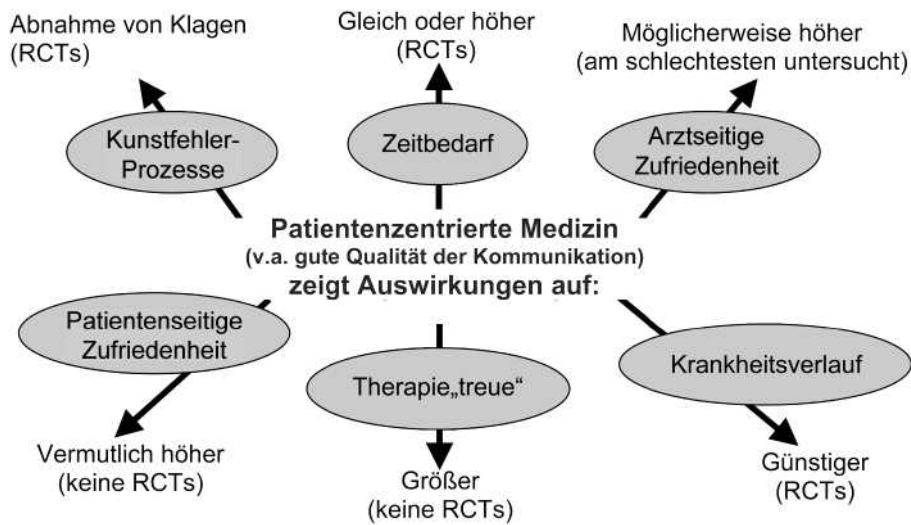 Abnahme von Klagen
(RCTs)
Gleich oder höher
(RCTs)
Möglicherweise höher
(am schlechtesten untersucht)
Kunstfehler-
Prozesse
Zeitbedarf
Arztseitige
Zufriedenheit
Patientenzentrierte Medizin
(v.a. gute Qualität der Kommunikation)
zeigt Auswirkungen auf:
Patientenseitige
Zufriedenheit
Therapie„treue“
Krankheitsverlauf
Vermutlich höher
(keine RCTs)
Größer
(keine RCTs)
Günstiger
(RCTs)